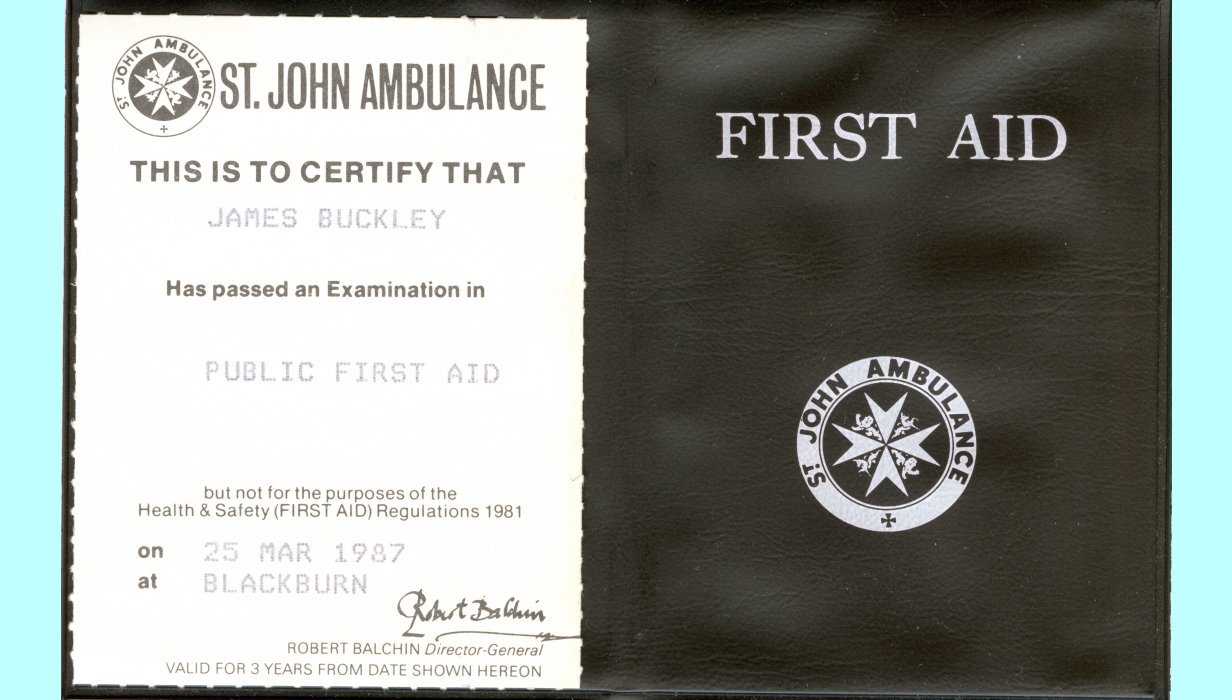 ST JOHN AMBULANCE
ST. JOHN AMBULANCE
THIS IS TO CERTIFY THAT
JAMES BUCKLEY
Has passed an Examination in
PUBLIC FIRST AID
but not for the purposes of the
Health & Safety (FIRST AID) Regulations 1981
on 25 MAR 1987
at BLACKBURN
Robert Balchin
ROBERT BALCHIN Director-General
VALID FOR 3 YEARS FROM DATE SHOWN HEREON
FIRST AID
ST. JOHN AMBULANCE